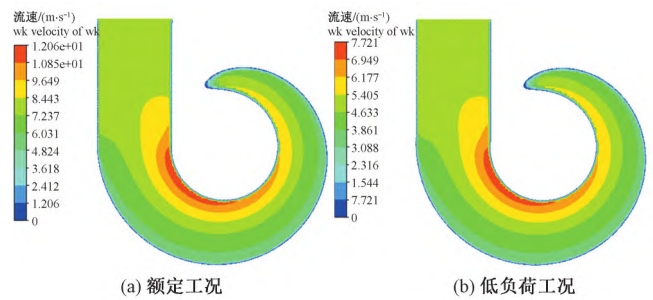 流速/(m·s⁻¹)
wk velocity of wk
1.206e+01
1.085e+01
9.649
8.443
7.237
6.031
4.824
3.618
2.412
1.206
0
(a) 额定工况
流速/(m·s⁻¹)
wk velocity of wk
7.721
6.949
6.177
5.405
4.633
3.861
3.088
2.316
1.544
7.721
0
(b) 低负荷工况